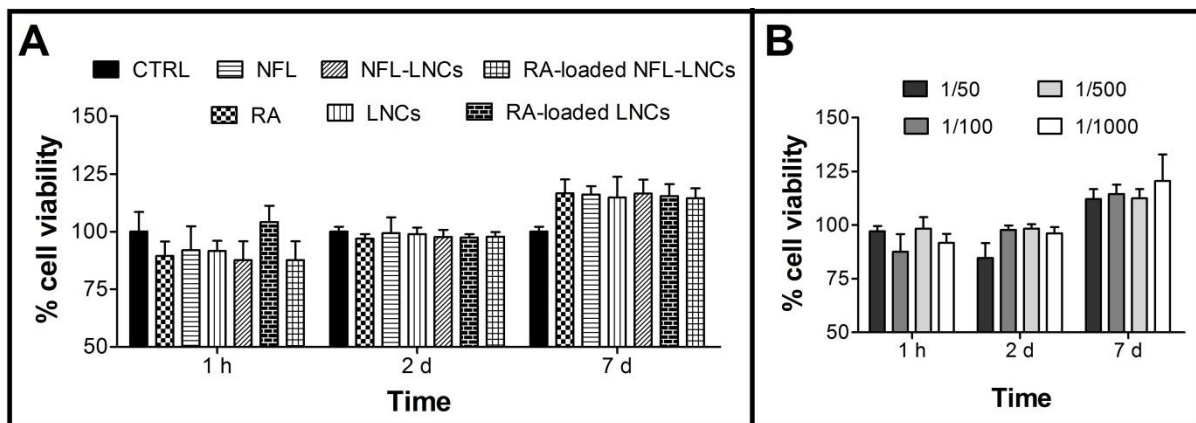 A
CTRL NFL NFL-LNCs RA-loaded NFL-LNCs
RA LNCs RA-loaded LNCs
% cell viability
150
125
100
75
50
1 h 2 d 7 d
Time
B
1/50 1/500
1/100 1/1000
% cell viability
150
125
100
75
50
1 h 2 d 7 d
Time